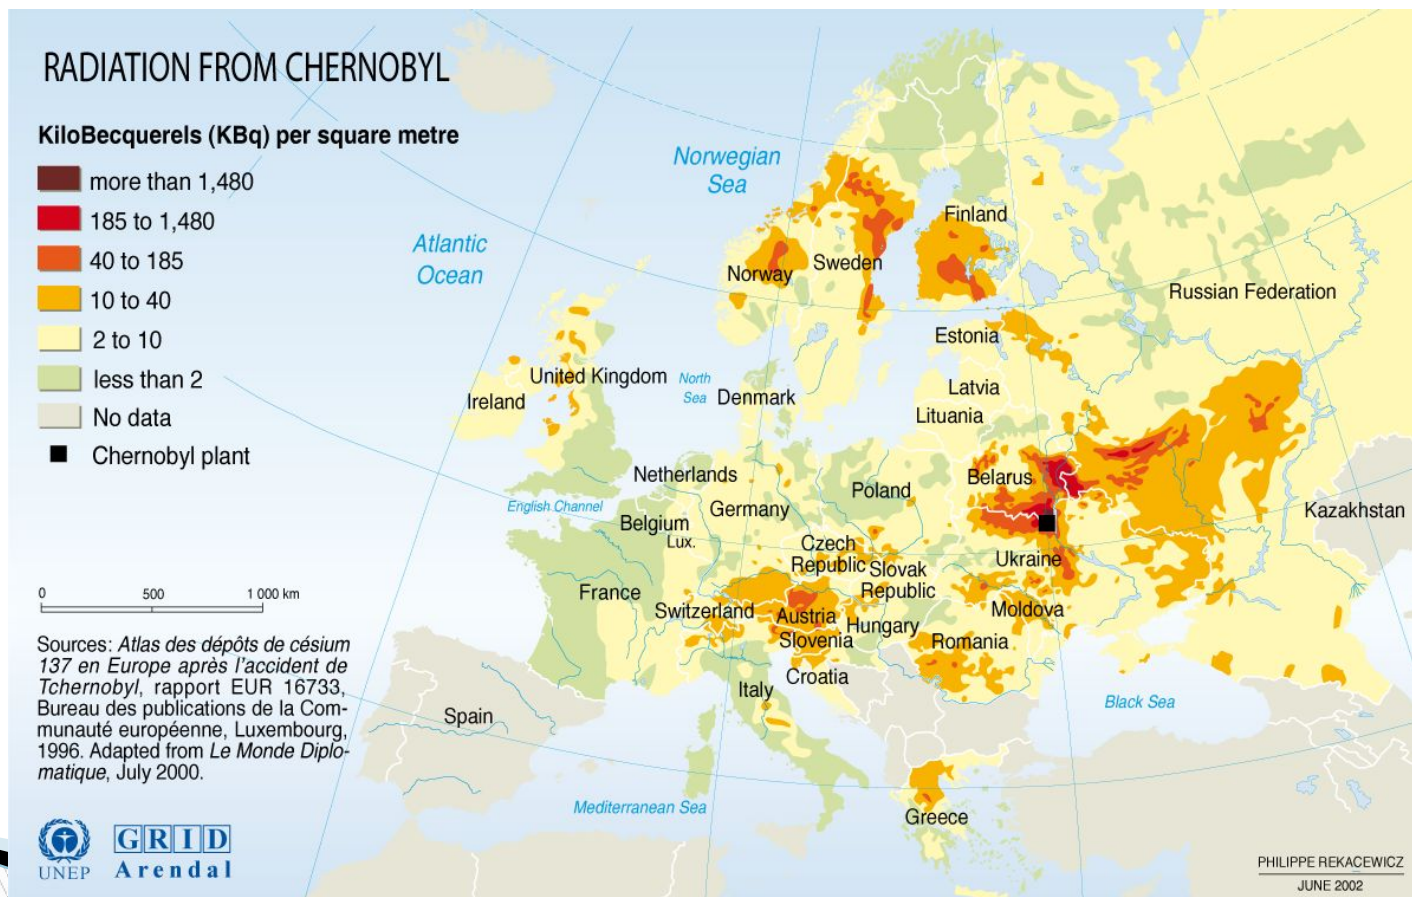 RADIATION FROM CHERNOBYL
KiloBecquerels (KBq) per square metre
more than 1,480
185 to 1,480
40 to 185
10 to 40
2 to 10
less than 2
No data
Chernobyl plant
0 500 1 000 km
Sources: Atlas des dépôts de césium
137 en Europe après l'accident de
Tchernobyl, rapport EUR 16733,
Bureau des publications de la Com-
munauté européenne, Luxembourg,
1996. Adapted from Le Monde Diplo-
matique, July 2000.
UNEP
GRID
Arendal
Norwegian
Sea
Atlantic
Ocean
Finland
Norway
Sweden
Russian Federation
Estonia
United Kingdom
North
Sea
Denmark
Latvia
Ireland
Lituania
Netherlands
Belarus
Poland
English Channel
Germany
Kazakhstan
Belgium
Lux.
Czech
Republic
Slovak
Republic
Ukraine
France
Switzerland
Austria
Moldova
Hungary
Slovenia
Romania
Croatia
Italy
Spain
Black Sea
Mediterranean Sea
Greece
PHILIPPE REKACEWICZ
JUNE 2002